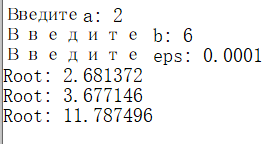 Введите a: 2
Введите b: 6
Введите eps: 0.0001
Root: 2.681372
Root: 3.677146
Root: 11.787496